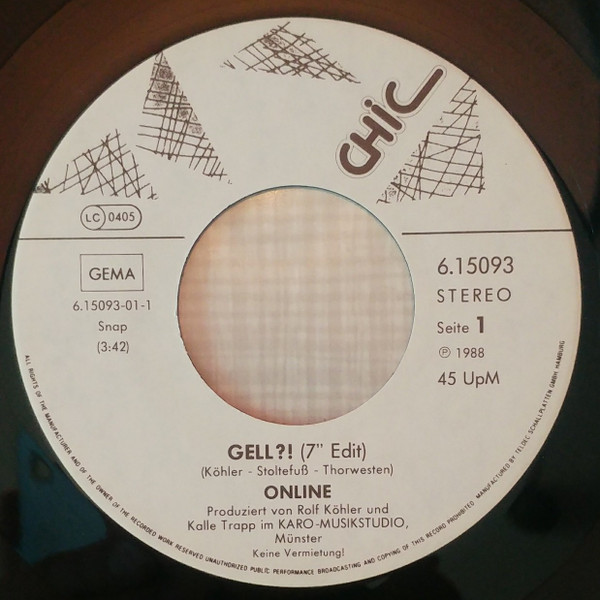 CHIC
LC 0405
GEMA
6.15093-01-1
Snap
(3:42)
6.15093
STEREO
Seite 1
Ⓟ 1988
45 UpM
GELL?! (7" Edit)
(Köhler - Stoltefuß - Thorwesten)
ONLINE
Produziert von Rolf Köhler und
Kalle Trapp im KARO-MUSIKSTUDIO,
Münster
Keine Vermietung!
ALL RIGHTS OF THE MANUFACTURER AND OF THE OWNER OF THE RECORDED WORK RESERVED. UNAUTHORIZED PUBLIC PERFORMANCE BROADCASTING AND COPYING OF THIS RECORD PROHIBITED. MANUFACTURED BY TELDEC SCHALLPLATTEN GMBH HAMBURG